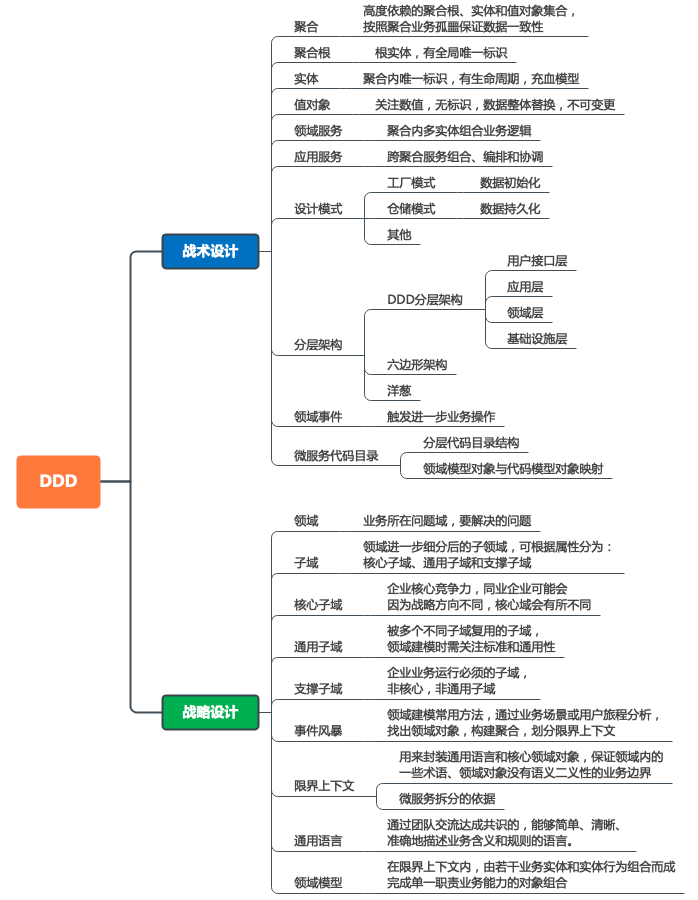 DDD
战术设计
聚合
高度依赖的聚合根、实体和值对象集合，
按照聚合业务孤噩保证数据一致性
聚合根
根实体，有全局唯一标识
实体
聚合内唯一标识，有生命周期，充血模型
值对象
关注数值，无标识，数据整体替换，不可变更
领域服务
聚合内多实体组合业务逻辑
应用服务
跨聚合服务组合、编排和协调
设计模式
工厂模式
数据初始化
仓储模式
数据持久化
其他
分层架构
DDD分层架构
用户接口层
应用层
领域层
基础设施层
六边形架构
洋葱
领域事件
触发进一步业务操作
微服务代码目录
分层代码目录结构
领域模型对象与代码模型对象映射
战略设计
领域
业务所在问题域，要解决的问题
子域
领域进一步细分后的子领域，可根据属性分为：
核心子域、通用子域和支撑子域
核心子域
企业核心竞争力，同业企业可能会
因为战略方向不同，核心域会有所不同
通用子域
被多个不同子域复用的子域，
领域建模时需关注标准和通用性
支撑子域
企业业务运行必须的子域，
非核心，非通用子域
事件风暴
领域建模常用方法，通过业务场景或用户旅程分析，
找出领域对象，构建聚合，划分限界上下文
限界上下文
用来封装通用语言和核心领域对象，保证领域内的
一些术语、领域对象没有语义二义性的业务边界
微服务拆分的依据
通用语言
通过团队交流达成共识的，能够简单、清晰、
准确地描述业务含义和规则的语言。
领域模型
在限界上下文内，由若干业务实体和实体行为组合而成
完成单一职责业务能力的对象组合